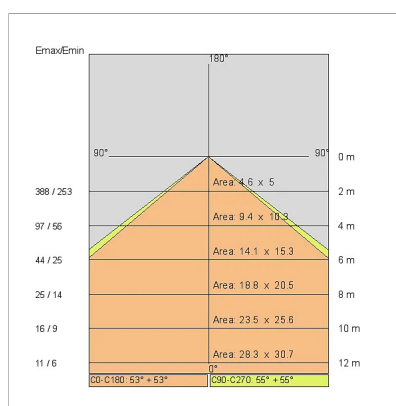 Emax/Emin
180°
90° 90° 0 m
Area: 4.6 x 5
388 / 253 2 m
Area: 9.4 x 10.3
97 / 56 4 m
Area: 14.1 x 15.3
44 / 25 6 m
Area: 18.8 x 20.5
25 / 14 8 m
Area: 23.5 x 25.6
16 / 9 10 m
Area: 28.3 x 30.7
11 / 6 12 m
0°
C0-C180: 53° + 53° C90-C270: 55° + 55°